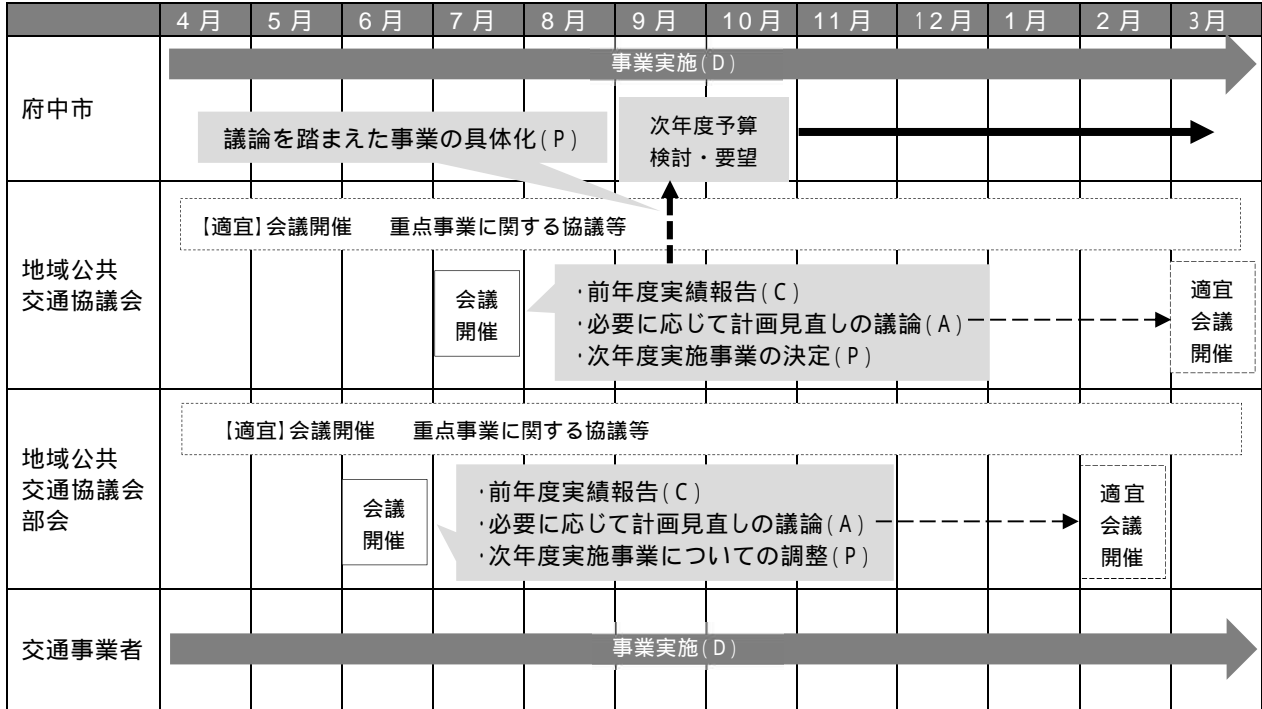 4月 5月 6月 7月 8月 9月 10月 11月 12月 1月 2月 3月
府中市
事業実施(D)
議論を踏まえた事業の具体化(P)
次年度予算
検討・要望
地域公共
交通協議会
【適宜】会議開催 重点事業に関する協議等
会議
開催
・前年度実績報告(C)
・必要に応じて計画見直しの議論(A)
・次年度実施事業の決定(P)
適宜
会議
開催
地域公共
交通協議会
部会
【適宜】会議開催 重点事業に関する協議等
会議
開催
・前年度実績報告(C)
・必要に応じて計画見直しの議論(A)
・次年度実施事業についての調整(P)
適宜
会議
開催
交通事業者
事業実施(D)